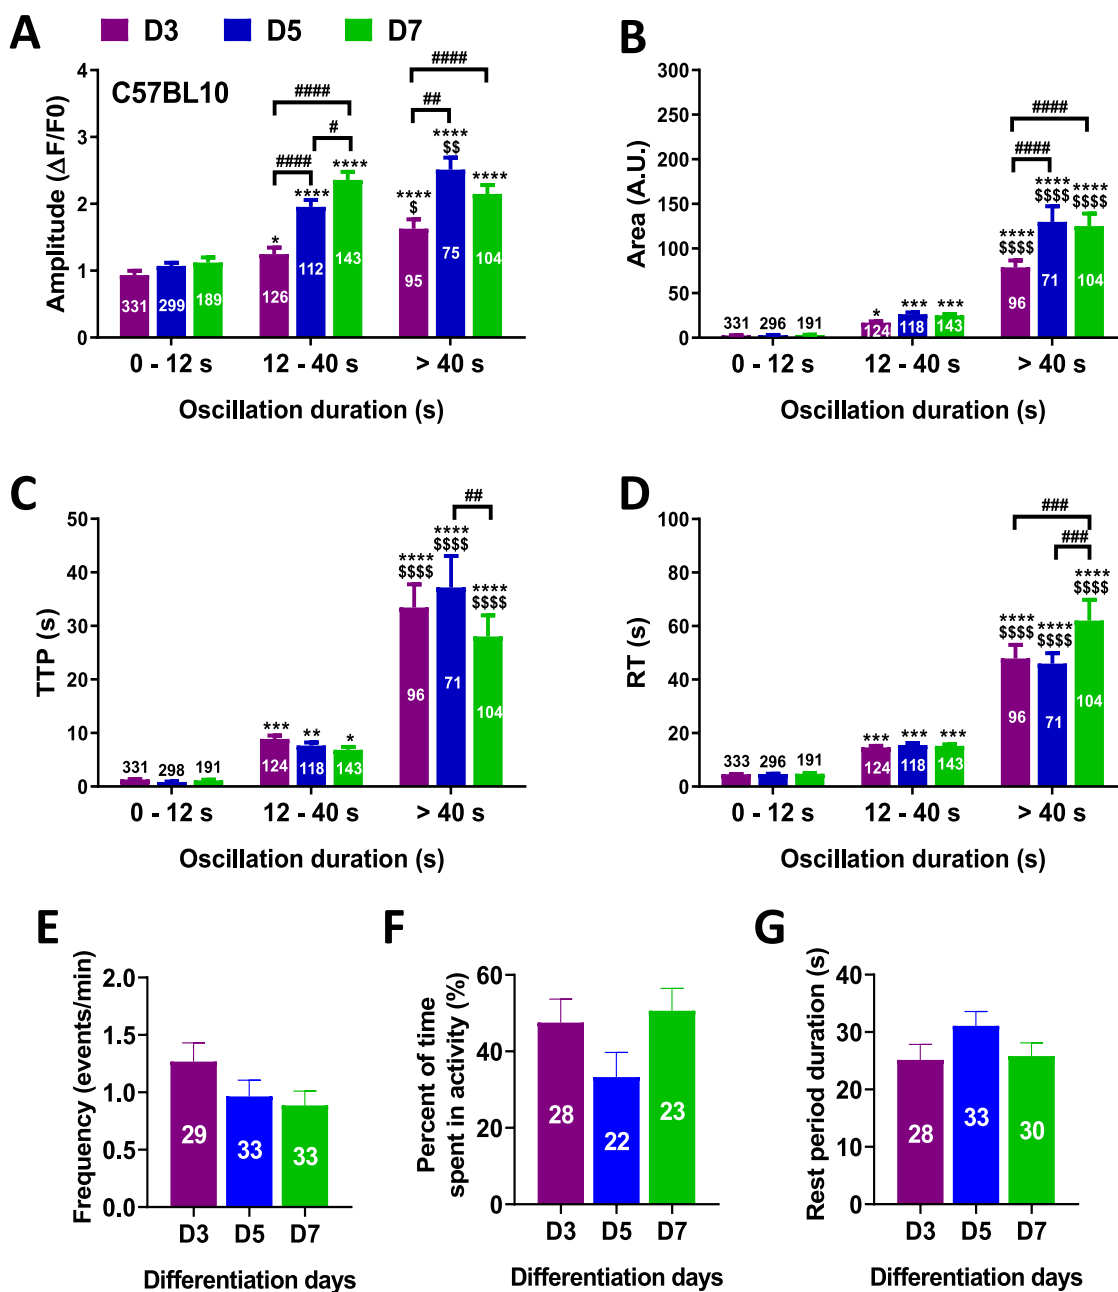 A
D3
D5
D7
C57BL10
Amplitude (ΔF/F0)
4
3
2
1
0
####
####
#
####
##
*
****
****
****
$
****
$$
****
331
299
189
126
112
143
95
75
104
0 - 12 s
12 - 40 s
> 40 s
Oscillation duration (s)
B
Area (A.U.)
300
250
200
150
100
50
0
####
####
*
***
***
****
$$$$
****
$$$$
****
$$$$
331
296
191
124
118
143
96
71
104
0 - 12 s
12 - 40 s
> 40 s
Oscillation duration (s)
C
TTP (s)
50
40
30
20
10
0
##
***
**
*
****
$$$$
****
$$$$
****
$$$$
331
298
191
124
118
143
96
71
104
0 - 12 s
12 - 40 s
> 40 s
Oscillation duration (s)
D
RT (s)
100
80
60
40
20
0
###
###
***
***
***
****
$$$$
****
$$$$
****
$$$$
333
296
191
124
118
143
96
71
104
0 - 12 s
12 - 40 s
> 40 s
Oscillation duration (s)
E
Frequency (events/min)
2.0
1.5
1.0
0.5
0.0
29
33
33
D3
D5
D7
Differentiation days
F
Percent of time
spent in activity (%)
60
40
20
0
28
22
23
D3
D5
D7
Differentiation days
G
Rest period duration (s)
40
30
20
10
0
28
33
30
D3
D5
D7
Differentiation days